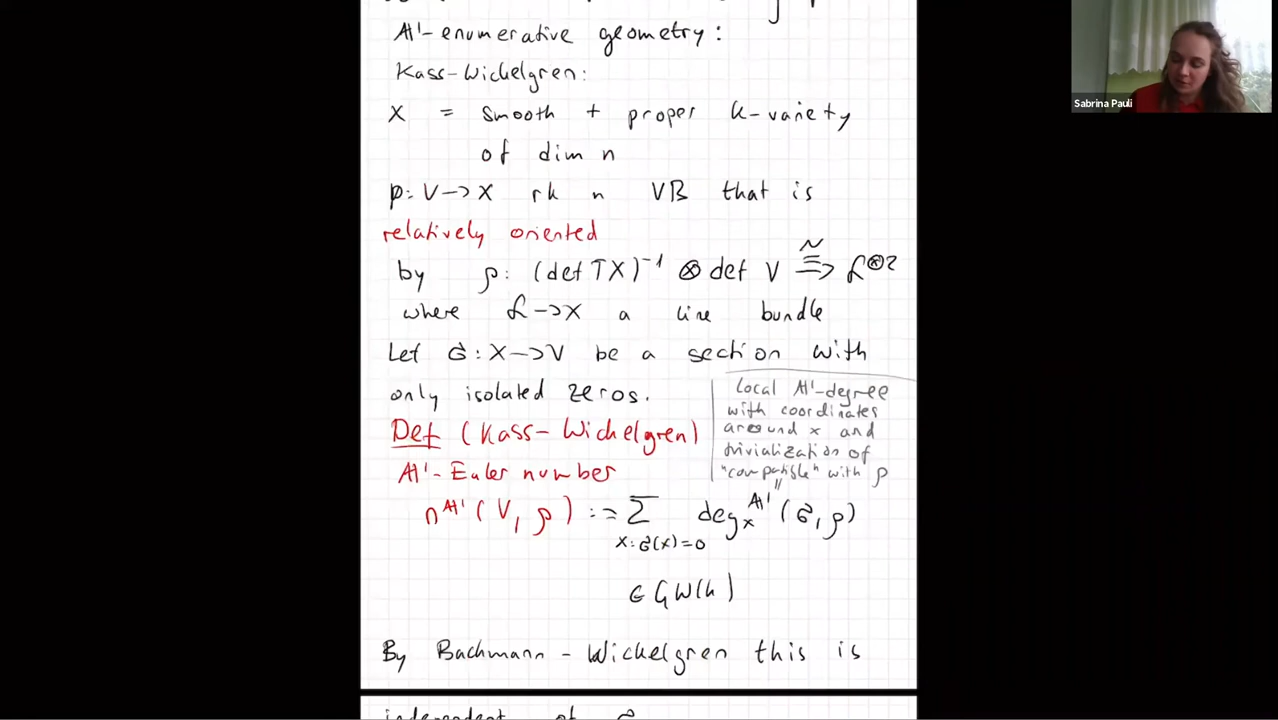 A¹-enumerative geometry:
Kass-Wickelgren:
X = smooth + proper k-variety
of dim n
p: V -> X rk n VB that is
relatively oriented
by ρ: (det TX)⁻¹ ⊗ det V ≅-> L^⊗2
where L -> X a line bundle
Let σ: X -> V be a section with
only isolated zeros.
Def (Kass-Wickelgren)
A¹-Euler number
n^A¹ (V, ρ) := Σ deg_x^A¹ (σ, ρ)
x: σ(x)=0
∈ GW(k)
Local A¹-degree
with coordinates
around x and
trivialization of
"compatible" with ρ
By Bachmann - Wickelgren this is
independent of σ
Sabrina Pauli